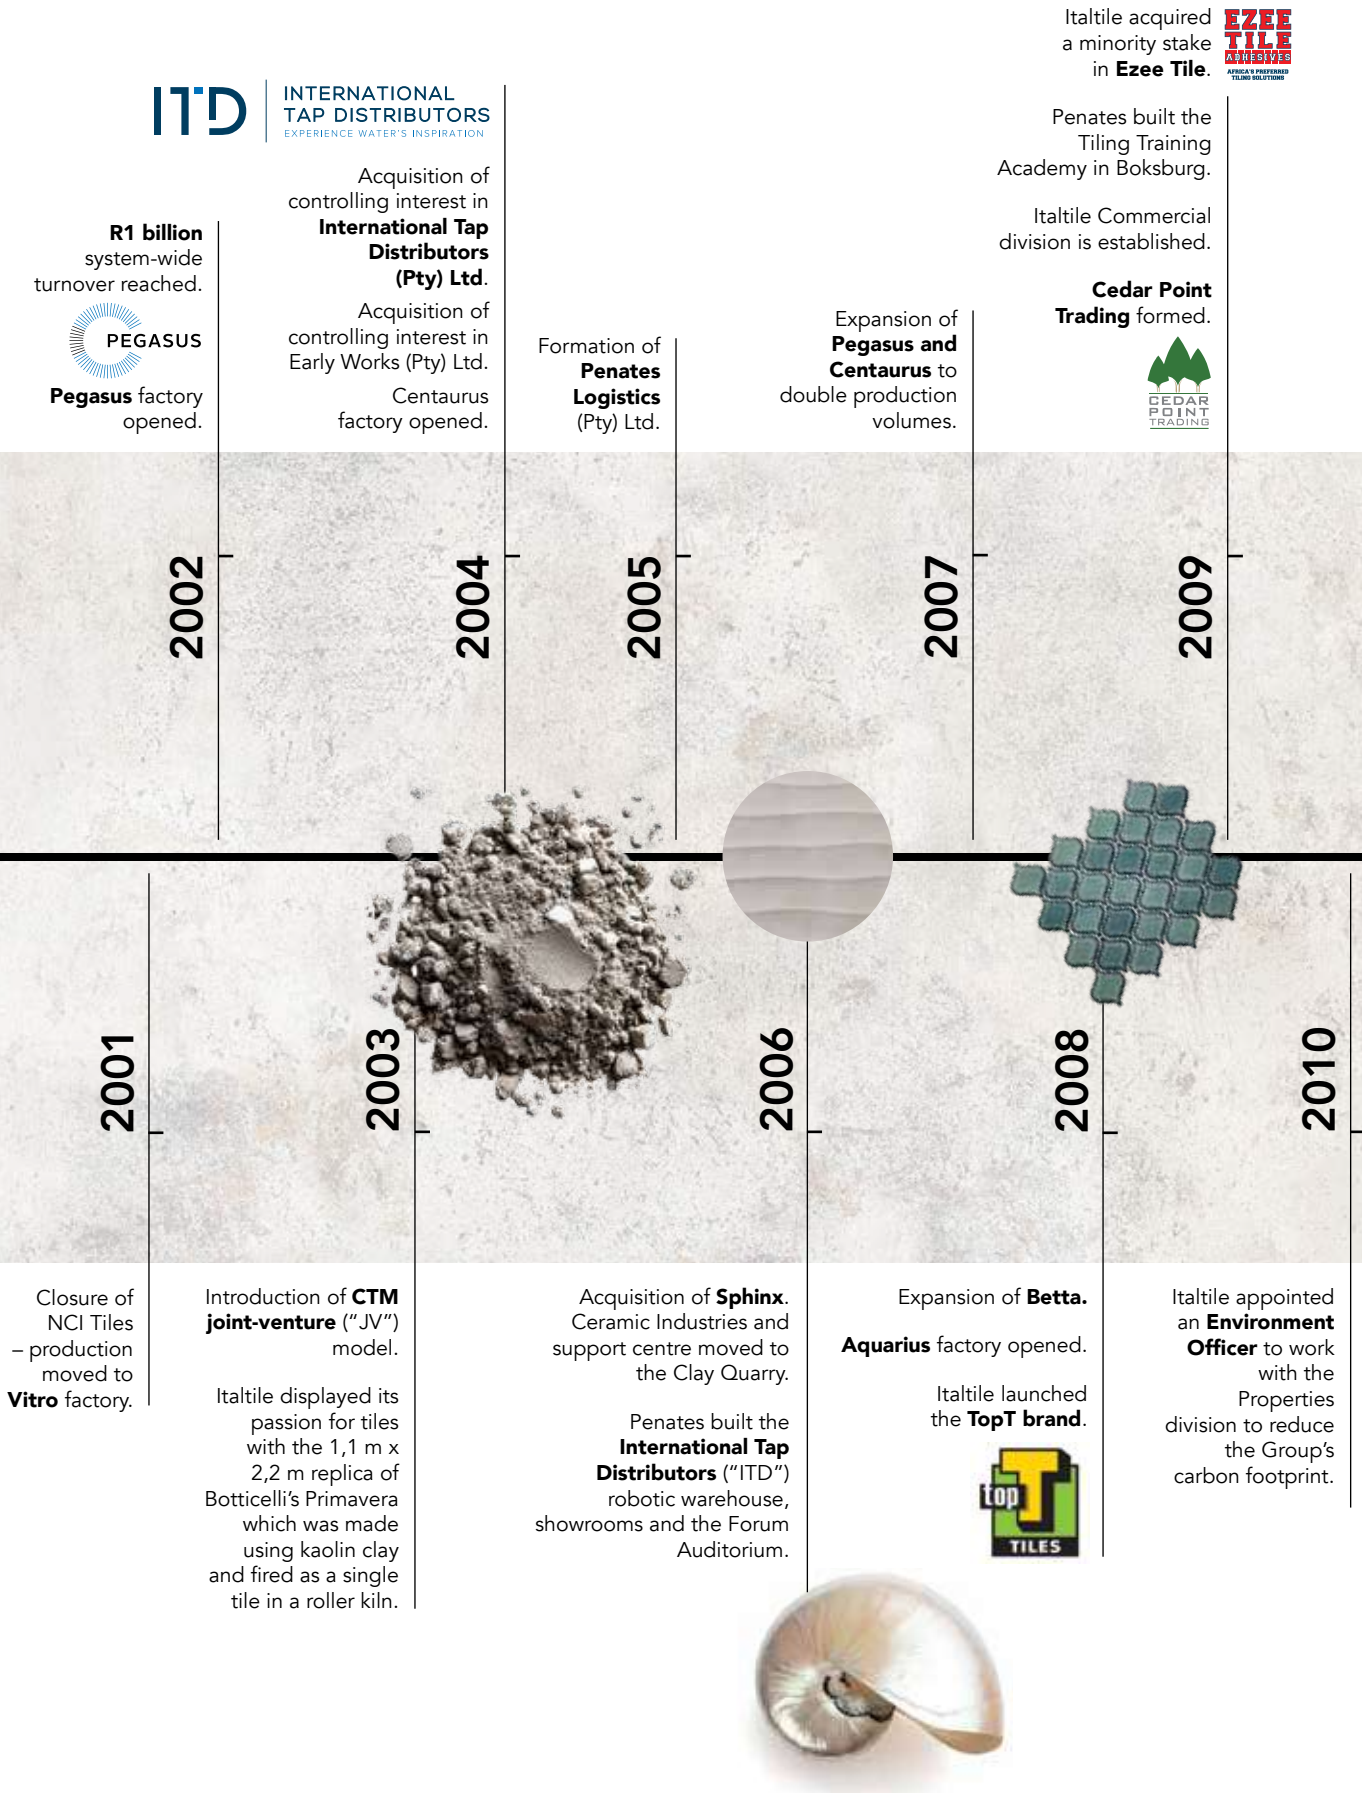 Italtile acquired
a minority stake
in Ezee Tile.
EZEE
TILE
ADHESIVES
AFRICA'S PREFERRED
TILING SOLUTIONS
Penates built the
Tiling Training
Academy in Boksburg.
Italtile Commercial
division is established.
Cedar Point
Trading formed.
CEDAR
POINT
TRADING
ITD
INTERNATIONAL
TAP DISTRIBUTORS
EXPERIENCE WATER'S INSPIRATION
Acquisition of
controlling interest in
International Tap
Distributors
(Pty) Ltd.
Acquisition of
controlling interest in
Early Works (Pty) Ltd.
Centaurus
factory opened.
R1 billion
system-wide
turnover reached.
PEGASUS
Pegasus factory
opened.
Formation of
Penates
Logistics
(Pty) Ltd.
Expansion of
Pegasus and
Centaurus to
double production
volumes.
2002
2004
2005
2007
2009
2001
2003
2006
2008
2010
Closure of
NCI Tiles
– production
moved to
Vitro factory.
Introduction of CTM
joint-venture (“JV”)
model.
Italtile displayed its
passion for tiles
with the 1,1 m x
2,2 m replica of
Botticelli’s Primavera
which was made
using kaolin clay
and fired as a single
tile in a roller kiln.
Acquisition of Sphinx.
Ceramic Industries and
support centre moved to
the Clay Quarry.
Penates built the
International Tap
Distributors (“ITD”)
robotic warehouse,
showrooms and the Forum
Auditorium.
Expansion of Betta.
Aquarius factory opened.
Italtile launched
the TopT brand.
top T
TILES
Italtile appointed
an Environment
Officer to work
with the
Properties
division to reduce
the Group’s
carbon footprint.